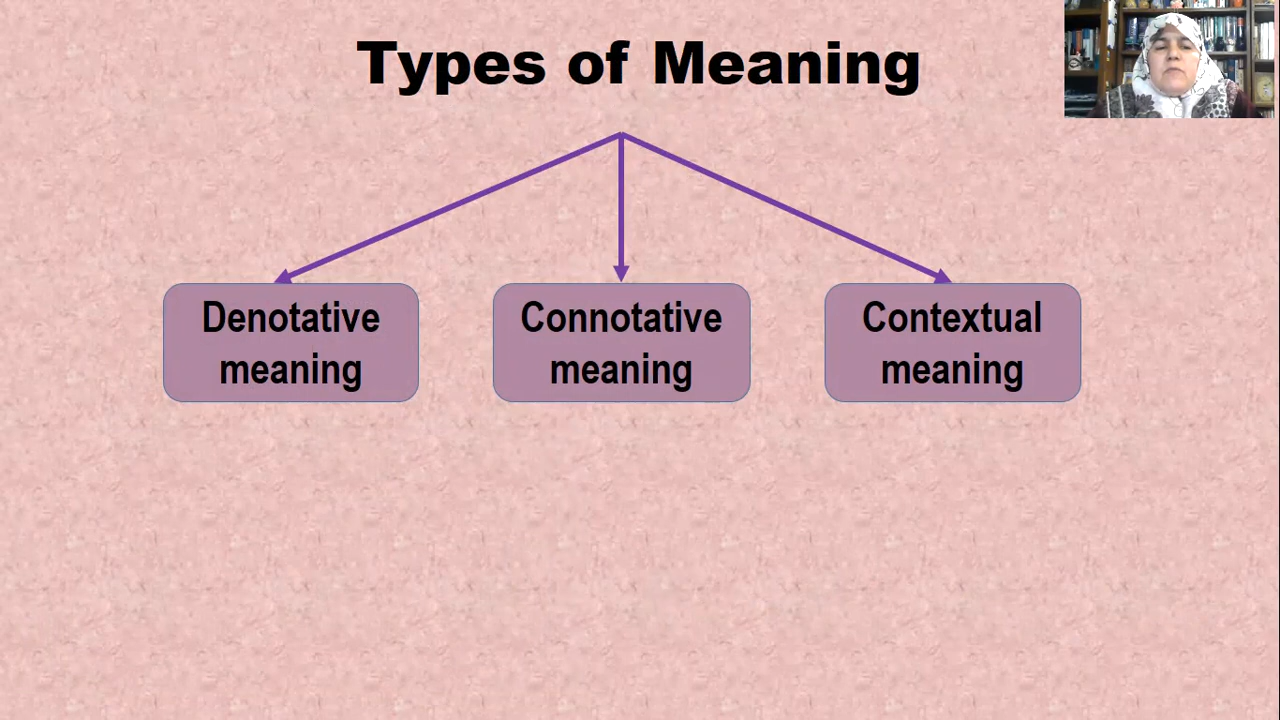 Types of Meaning
Denotative
meaning
Connotative
meaning
Contextual
meaning